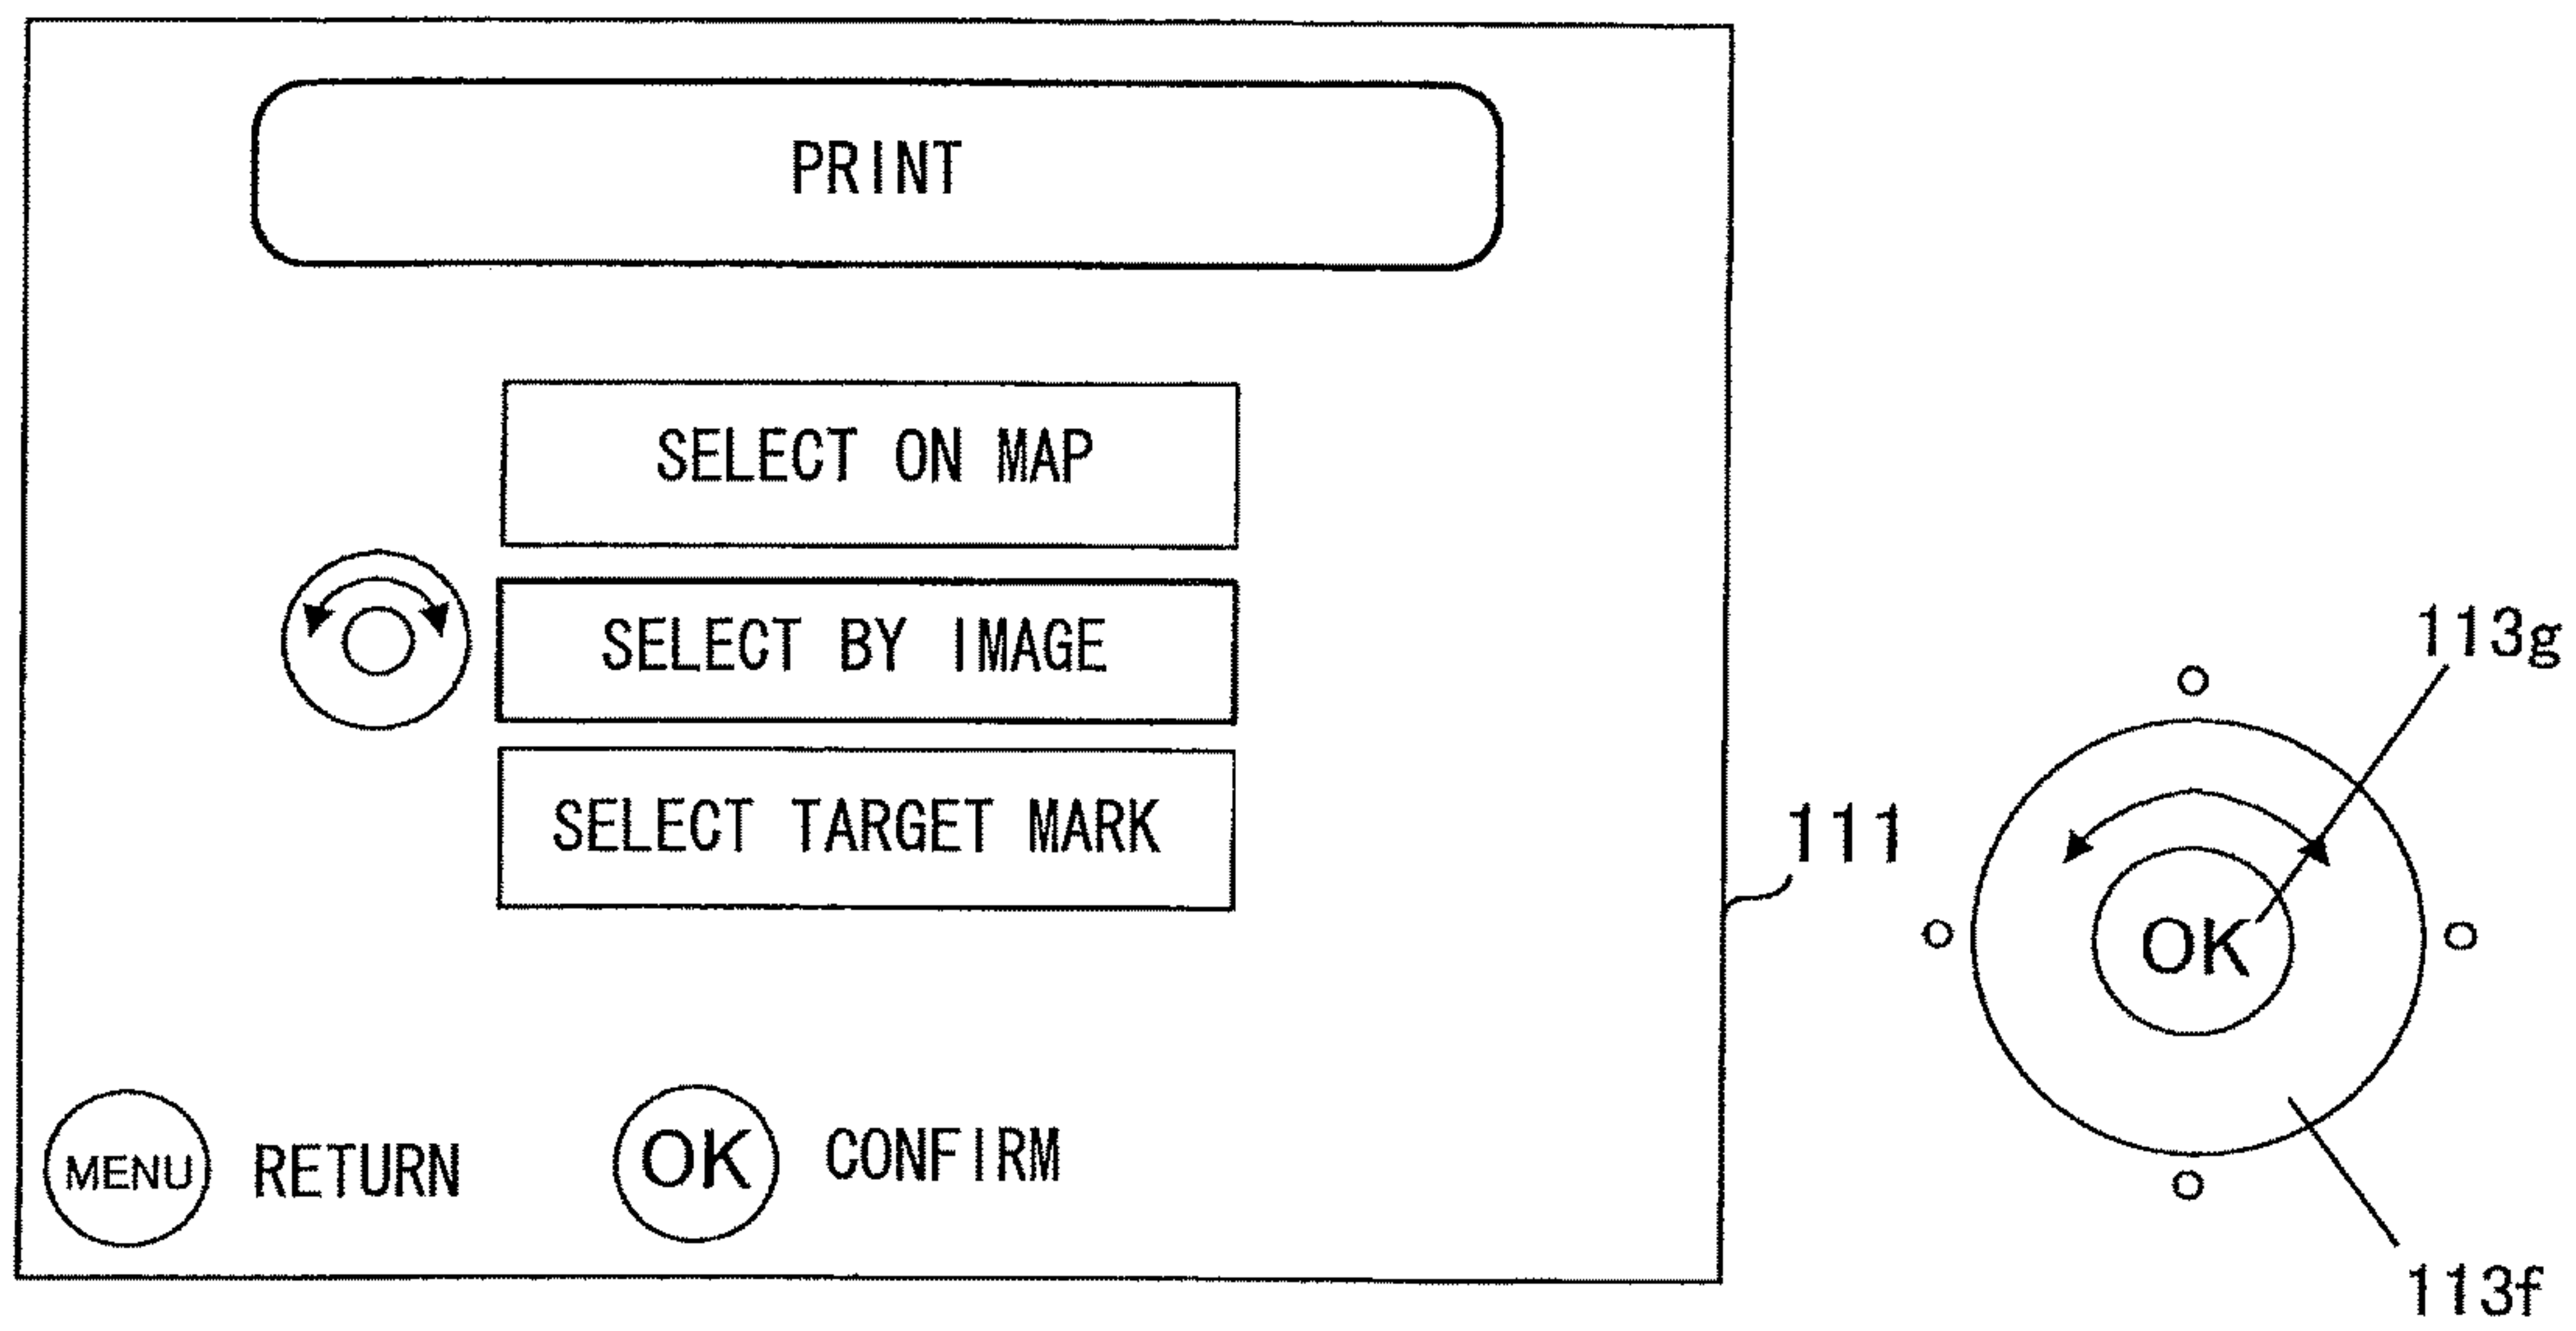 PRINT
SELECT ON MAP
SELECT BY IMAGE
SELECT TARGET MARK
MENU RETURN OK CONFIRM
111
113g
OK
113f